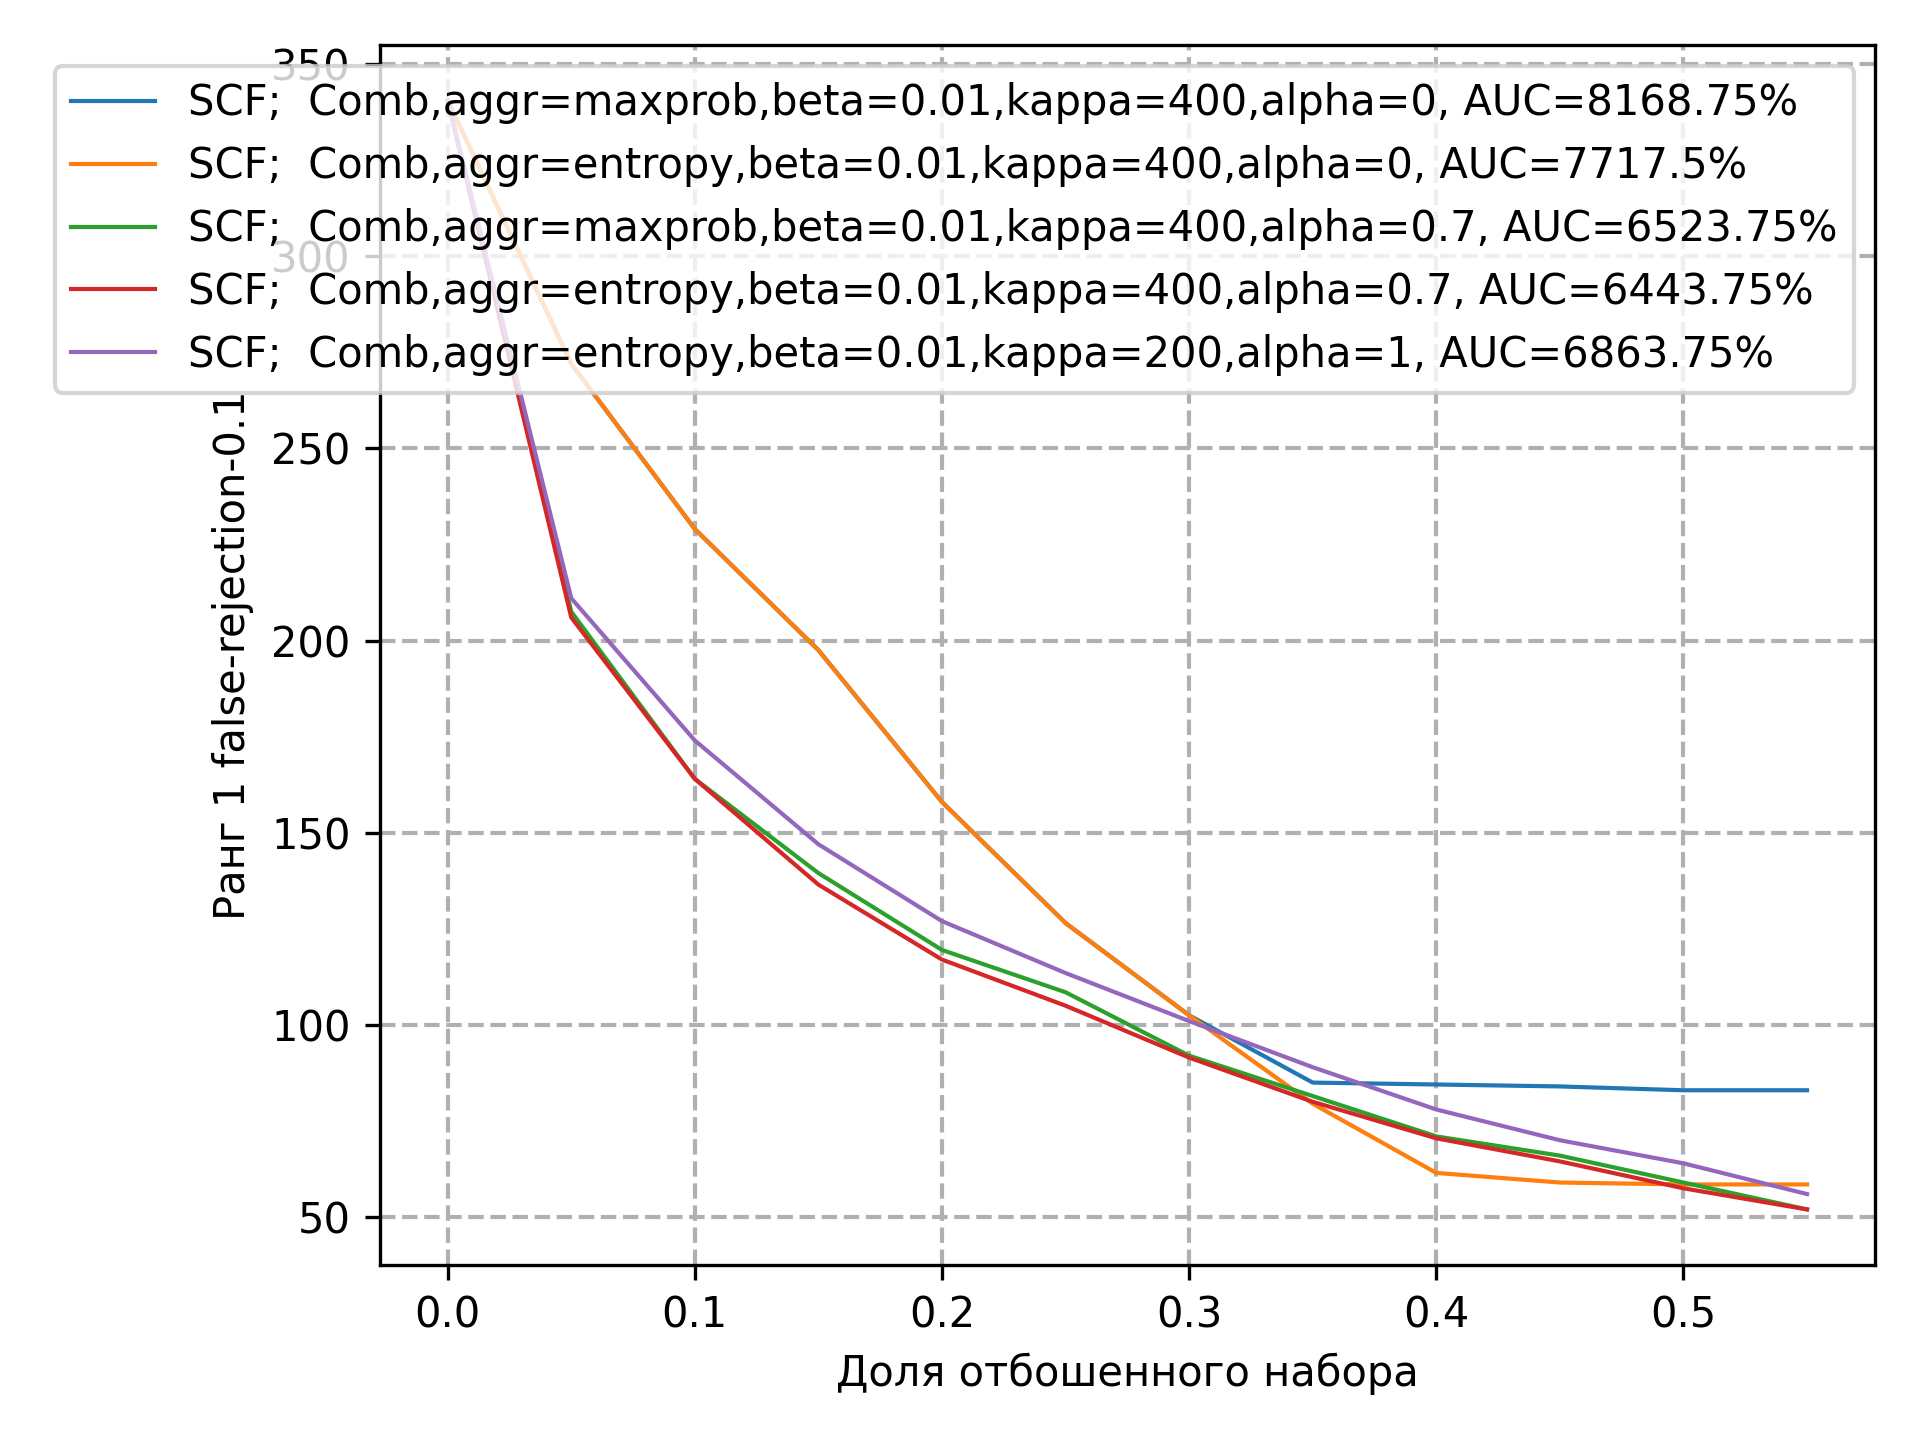 350
300
250
200
150
100
50
SCF;  Comb,aggr=maxprob,beta=0.01,kappa=400,alpha=0, AUC=8168.75%
SCF;  Comb,aggr=entropy,beta=0.01,kappa=400,alpha=0, AUC=7717.5%
SCF;  Comb,aggr=maxprob,beta=0.01,kappa=400,alpha=0.7, AUC=6523.75%
SCF;  Comb,aggr=entropy,beta=0.01,kappa=400,alpha=0.7, AUC=6443.75%
SCF;  Comb,aggr=entropy,beta=0.01,kappa=200,alpha=1, AUC=6863.75%
Ранг 1 false-rejection-0.1
0.0 0.1 0.2 0.3 0.4 0.5
Доля отбошенного набора